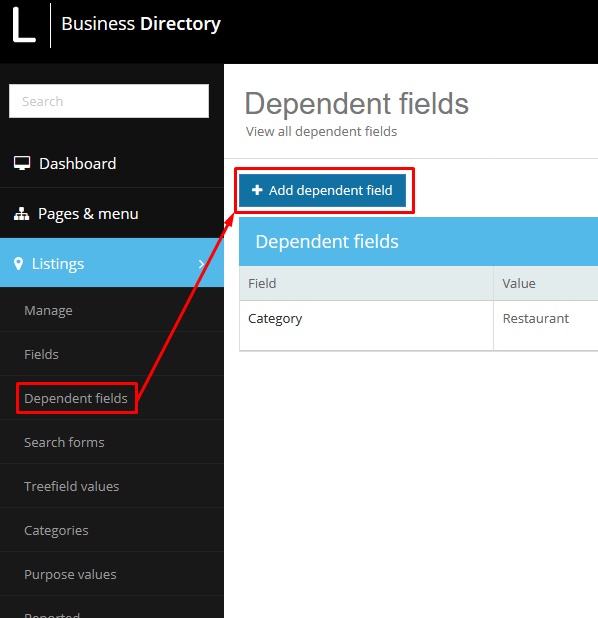 L Business Directory
Search
Dashboard
Pages & menu
Listings
Manage
Fields
Dependent fields
Search forms
Treefield values
Categories
Purpose values
Reported
Dependent fields
View all dependent fields
Add dependent field
Dependent fields
Field Value
Category Restaurant